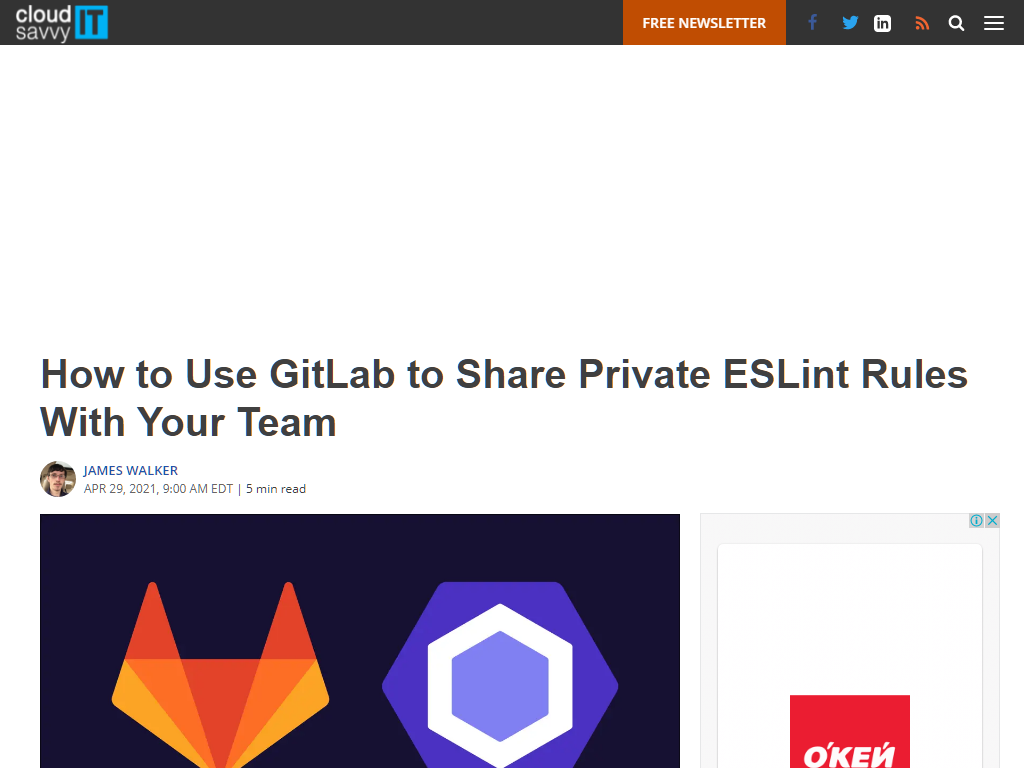 cloud
savvy IT
FREE NEWSLETTER
How to Use GitLab to Share Private ESLint Rules
With Your Team
JAMES WALKER
APR 29, 2021, 9:00 AM EDT | 5 min read
О'КЕЙ